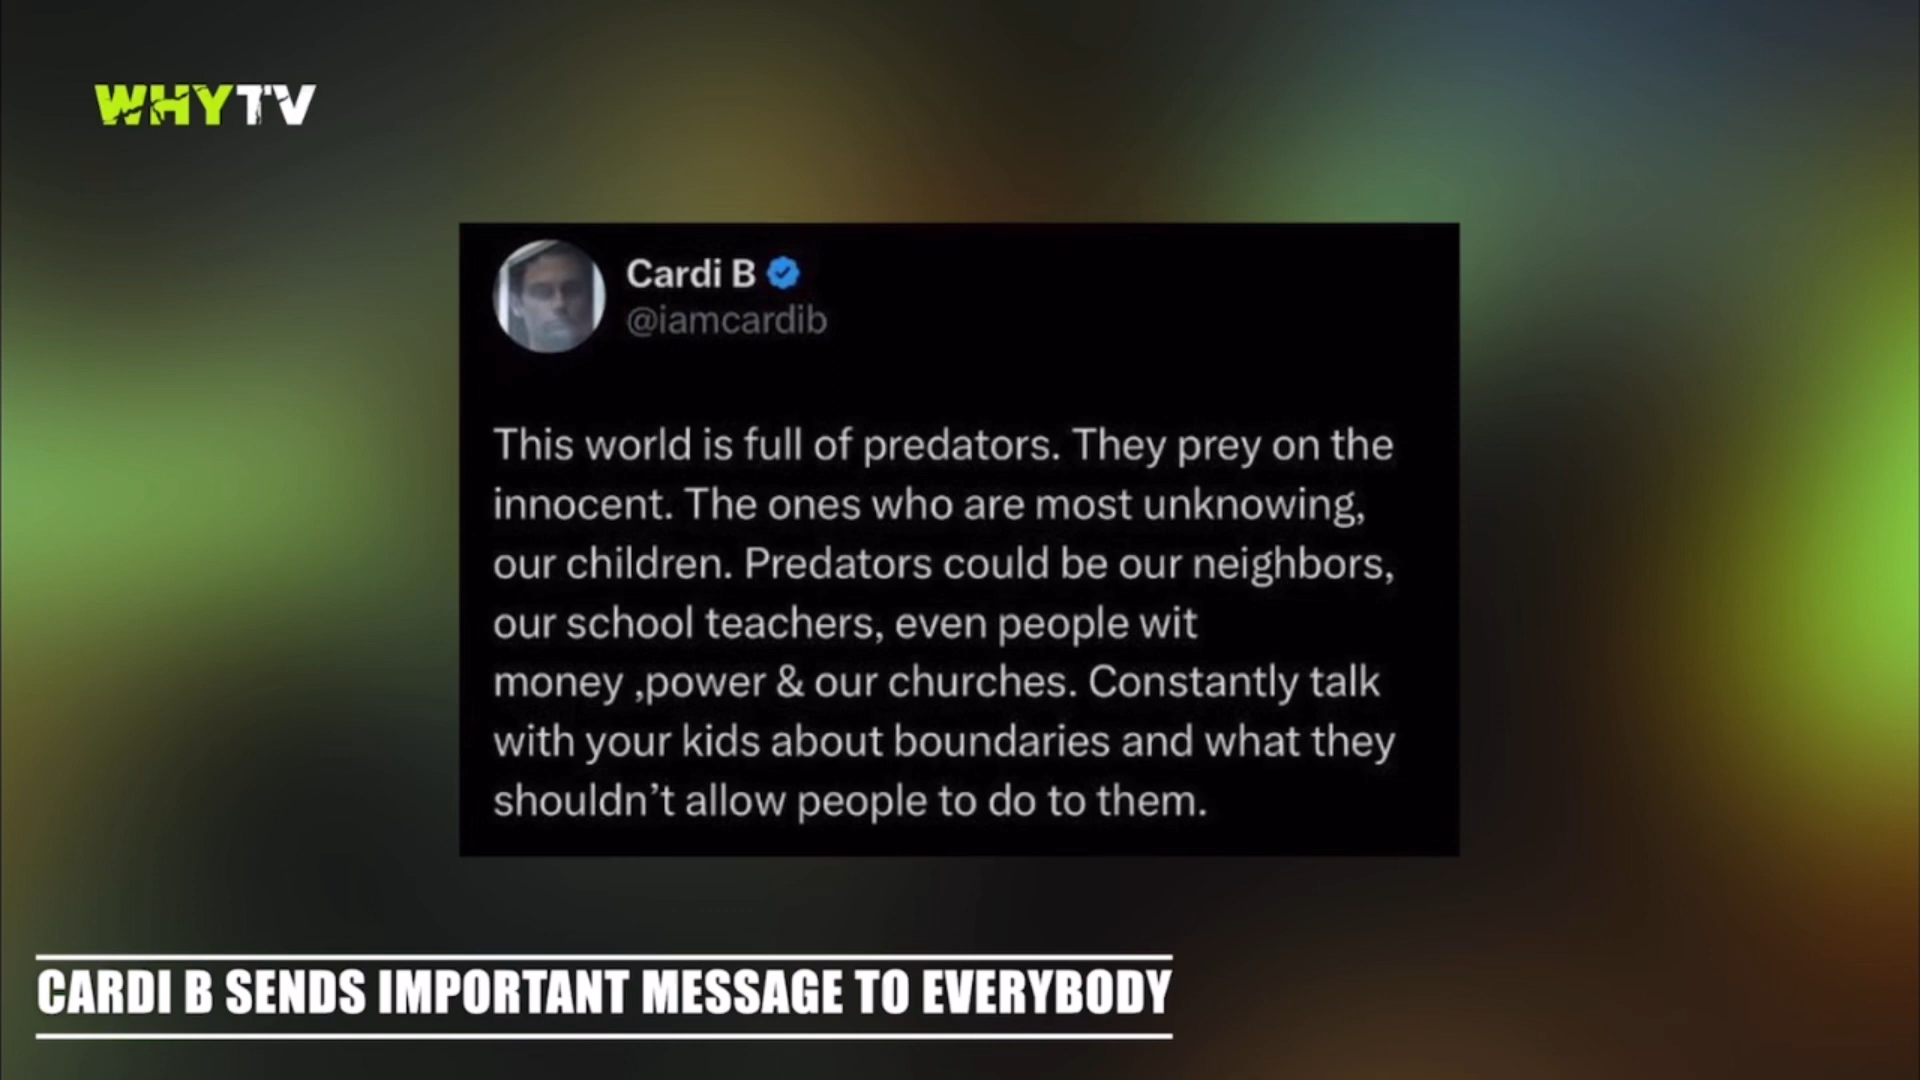 WHYTV
Cardi B
@iamcardib
This world is full of predators. They prey on the
innocent. The ones who are most unknowing,
our children. Predators could be our neighbors,
our school teachers, even people wit
money ,power & our churches. Constantly talk
with your kids about boundaries and what they
shouldn’t allow people to do to them.
CARDI B SENDS IMPORTANT MESSAGE TO EVERYBODY